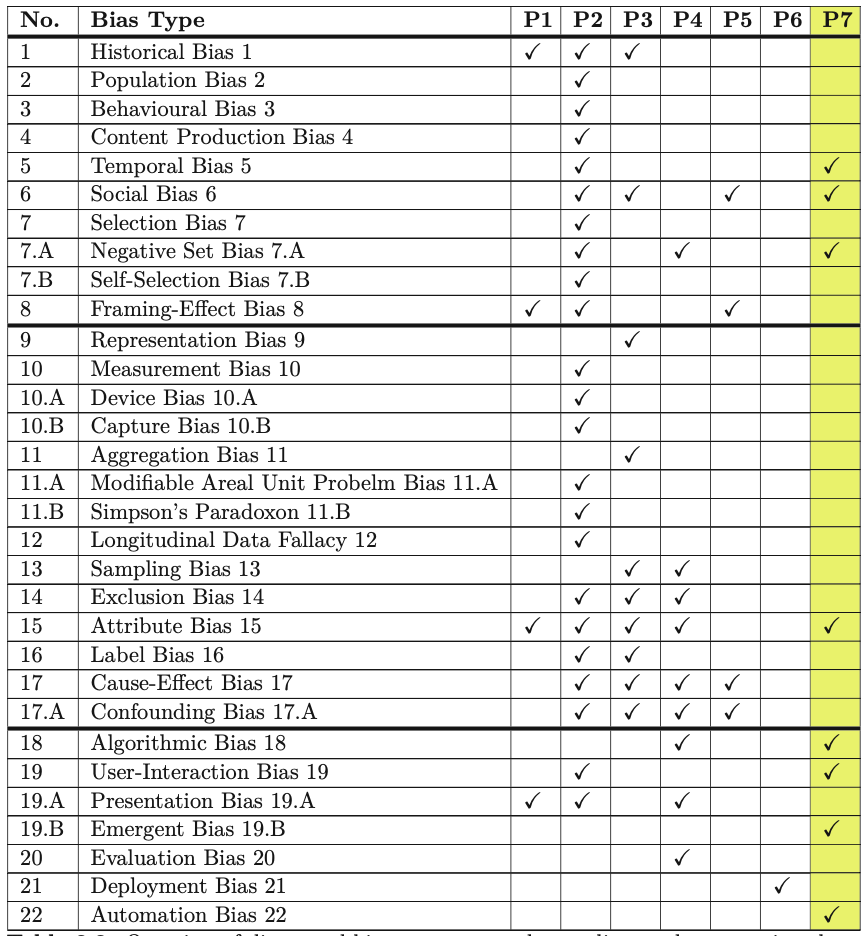 No. Bias Type P1 P2 P3 P4 P5 P6 P7
1 Historical Bias 1 ✓ ✓ ✓
2 Population Bias 2 ✓
3 Behavioural Bias 3 ✓
4 Content Production Bias 4 ✓
5 Temporal Bias 5 ✓ ✓
6 Social Bias 6 ✓ ✓ ✓ ✓
7 Selection Bias 7 ✓
7.A Negative Set Bias 7.A ✓ ✓ ✓
7.B Self-Selection Bias 7.B ✓
8 Framing-Effect Bias 8 ✓ ✓ ✓
9 Representation Bias 9 ✓
10 Measurement Bias 10 ✓
10.A Device Bias 10.A ✓
10.B Capture Bias 10.B ✓
11 Aggregation Bias 11 ✓
11.A Modifiable Areal Unit Probelm Bias 11.A ✓
11.B Simpson's Paradoxon 11.B ✓
12 Longitudinal Data Fallacy 12 ✓
13 Sampling Bias 13 ✓ ✓
14 Exclusion Bias 14 ✓ ✓ ✓
15 Attribute Bias 15 ✓ ✓ ✓ ✓ ✓
16 Label Bias 16 ✓ ✓
17 Cause-Effect Bias 17 ✓ ✓ ✓ ✓
17.A Confounding Bias 17.A ✓ ✓ ✓ ✓
18 Algorithmic Bias 18 ✓ ✓
19 User-Interaction Bias 19 ✓ ✓
19.A Presentation Bias 19.A ✓ ✓ ✓
19.B Emergent Bias 19.B ✓
20 Evaluation Bias 20 ✓
21 Deployment Bias 21 ✓
22 Automation Bias 22 ✓